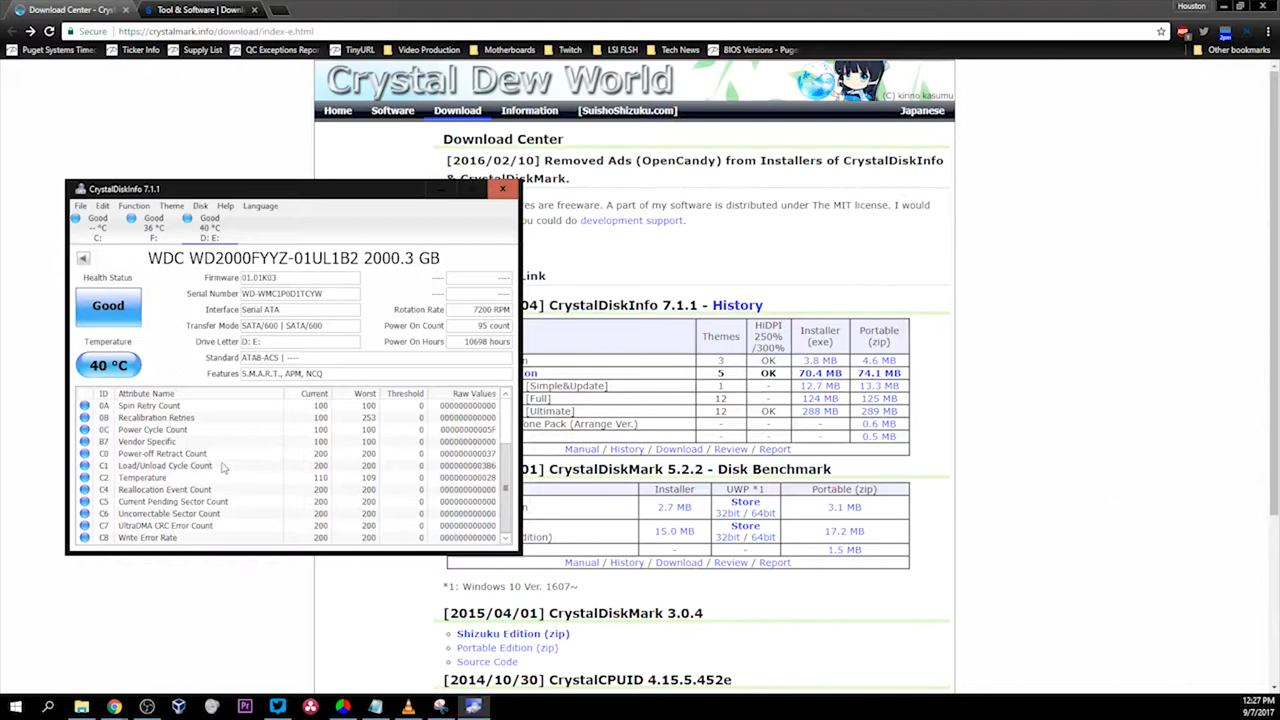 Download Center - Cry
Tool & Software | Downl
Houston
Secure
https://crystalmark.info/download/index-e.html
Puget Systems Time
Ticker Info
Supply List
QC Exceptions Repor
TinyURL
Video Production
Motherboards
Twitch
LSI FLSH
Tech News
BIOS Versions - Puge
Other bookmarks
Crystal Dew World
(C) kirino kasumu
Home Software Download Information [SuishoShizuku.com] Japanese
Download Center
[2016/02/10] Removed Ads (OpenCandy) from Installers of CrystalDiskInfo
& CrystalDiskMark.
res are freeware. A part of my software is distributed under The MIT license. I would
ou could do development support.
Link
04] CrystalDiskInfo 7.1.1 - History
Themes HiDPI 250% /300% Installer (exe) Portable (zip)
on 3 OK 3.8 MB 4.6 MB
on 5 OK 70.4 MB 74.1 MB
[Simple&Update] 1 - 12.7 MB 13.3 MB
[Full] 12 - 124 MB 125 MB
[Ultimate] 12 OK 288 MB 289 MB
one Pack (Arrange Ver.) - - - 0.6 MB
- - - 0.5 MB
Manual / History / Download / Review / Report
01] CrystalDiskMark 5.2.2 - Disk Benchmark
Installer UWP *1 Portable (zip)
2.7 MB Store 32bit / 64bit 3.1 MB
dition) 15.0 MB Store 32bit / 64bit 17.2 MB
- - 1.5 MB
Manual / History / Download / Review / Report
*1: Windows 10 Ver. 1607~
[2015/04/01] CrystalDiskMark 3.0.4
Shizuku Edition (zip)
Portable Edition (zip)
Source Code
[2014/10/30] CrystalCPUID 4.15.5.452e
CrystalDiskInfo 7.1.1
File Edit Function Theme Disk Help Language
Good Good Good
-- °C 36 °C 40 °C
C: F: D: E:
WDC WD2000FYYZ-01UL1B2 2000.3 GB
Health Status
Good
Temperature
40 °C
Firmware 01.01K03 ---- ----
Serial Number WD-WMC1P0D1TCYW ---- ----
Interface Serial ATA Rotation Rate 7200 RPM
Transfer Mode SATA/600 | SATA/600 Power On Count 95 count
Drive Letter D: E: Power On Hours 10698 hours
Standard ATA8-ACS | ----
Features S.M.A.R.T., APM, NCQ
ID Attribute Name Current Worst Threshold Raw Values
0A Spin Retry Count 100 100 0 000000000000
0B Recalibration Retries 100 253 0 000000000000
0C Power Cycle Count 100 100 0 00000000005F
B7 Vendor Specific 100 100 0 000000000000
C0 Power-off Retract Count 200 200 0 000000000037
C1 Load/Unload Cycle Count 200 200 0 0000000003B6
C2 Temperature 110 109 0 000000000028
C4 Reallocation Event Count 200 200 0 000000000000
C5 Current Pending Sector Count 200 200 0 000000000000
C6 Uncorrectable Sector Count 200 200 0 000000000000
C7 UltraDMA CRC Error Count 200 200 0 000000000000
C8 Write Error Rate 200 200 0 000000000000
12:27 PM
9/7/2017